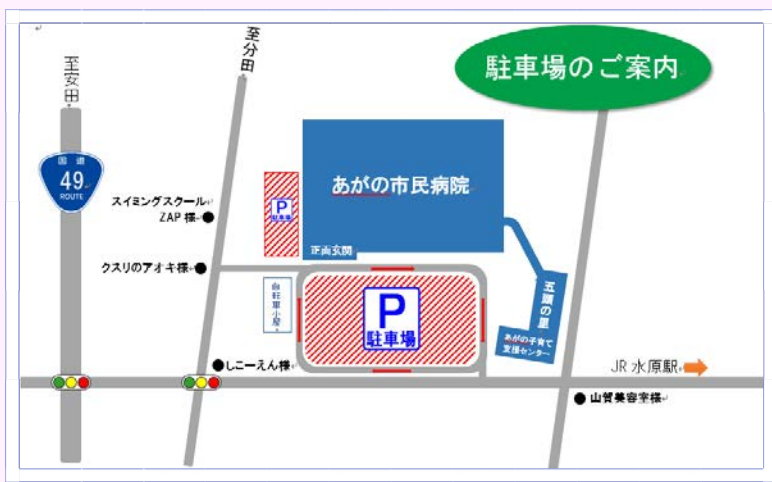 駐車場のご案内
至安田
至分田
国道
49
ROUTE
スイミングスクール
ZAP 様
クスリのアオキ様
P
駐車場
あがの市民病院
正面玄関
自転車小屋
P
駐車場
五頭の里
あがの子育て
支援センター
しこーえん様
JR 水原駅
山賀美容室様